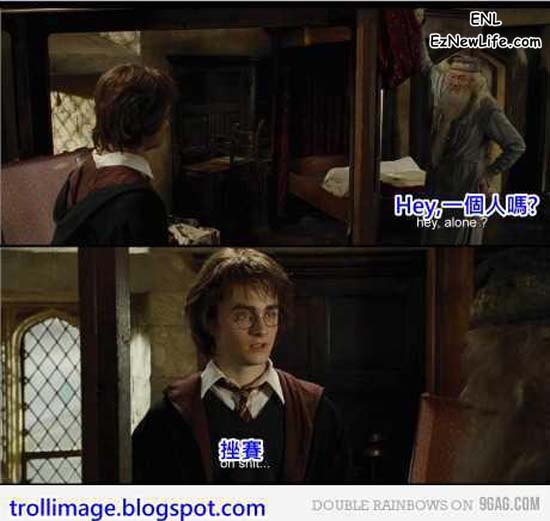 ENL
EzNewLife.com
Hey,一個人嗎?
hey, alone ?
挫賽
oh shit...
trollimage.blogspot.com
DOUBLE RAINBOWS ON 9GAG.COM